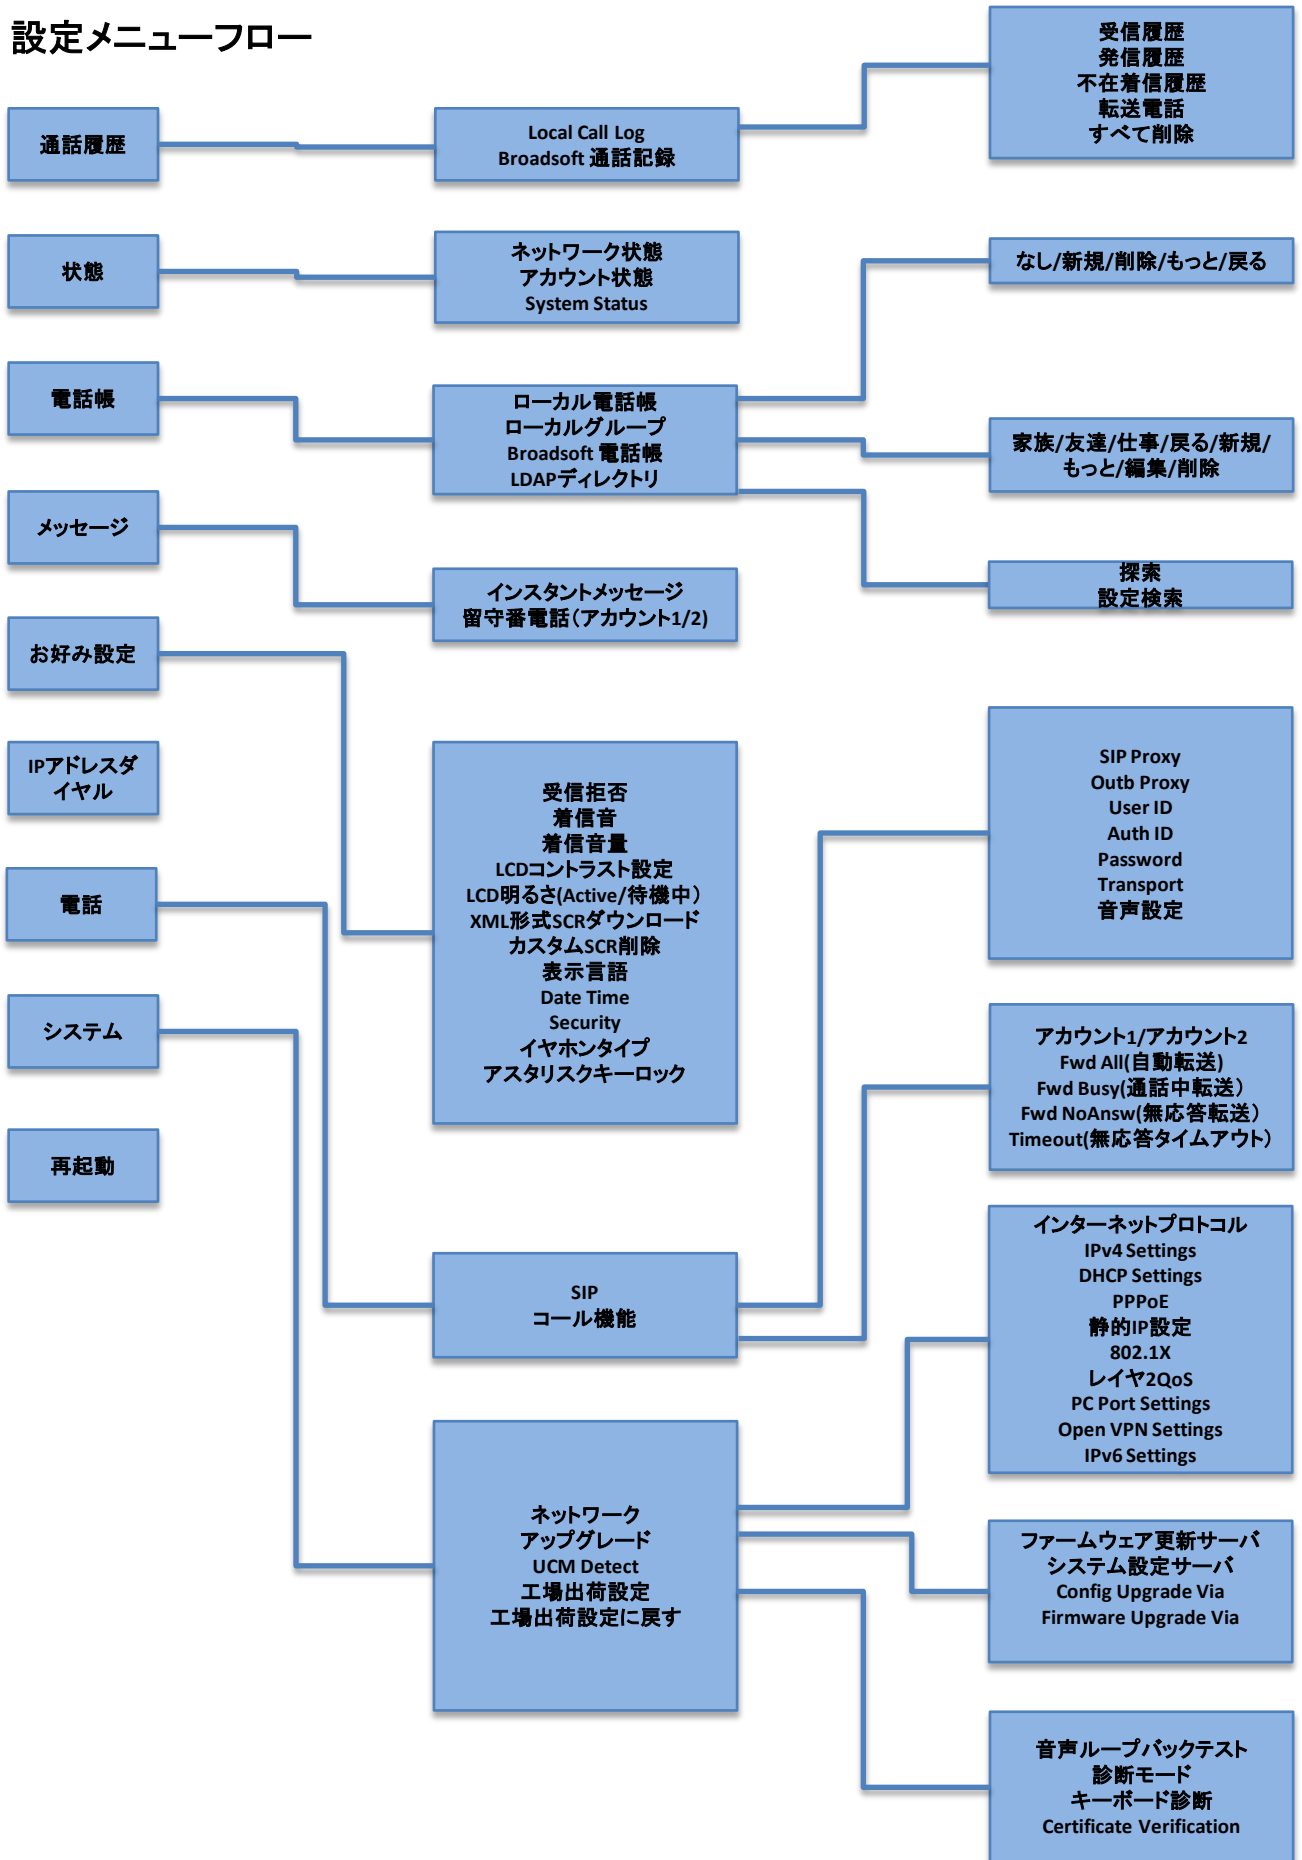 設定メニューフロー
通話履歴
Local Call Log
Broadsoft 通話記録
受信履歴
発信履歴
不在着信履歴
転送電話
すべて削除
状態
ネットワーク状態
アカウント状態
System Status
なし/新規/削除/もっと/戻る
電話帳
ローカル電話帳
ローカルグループ
Broadsoft 電話帳
LDAPディレクトリ
家族/友達/仕事/戻る/新規/
もっと/編集/削除
探索
設定検索
メッセージ
インスタントメッセージ
留守番電話（アカウント1/2)
お好み設定
受信拒否
着信音
着信音量
LCDコントラスト設定
LCD明るさ(Active/待機中）
XML形式SCRダウンロード
カスタムSCR削除
表示言語
Date Time
Security
イヤホンタイプ
アスタリスクキーロック
IPアドレスダ
イヤル
電話
SIP
コール機能
SIP Proxy
Outb Proxy
User ID
Auth ID
Password
Transport
音声設定
アカウント1/アカウント2
Fwd All(自動転送)
Fwd Busy(通話中転送）
Fwd NoAnsw(無応答転送）
Timeout(無応答タイムアウト）
システム
ネットワーク
アップグレード
UCM Detect
工場出荷設定
工場出荷設定に戻す
インターネットプロトコル
IPv4 Settings
DHCP Settings
PPPoE
静的IP設定
802.1X
レイヤ2QoS
PC Port Settings
Open VPN Settings
IPv6 Settings
ファームウェア更新サーバ
システム設定サーバ
Config Upgrade Via
Firmware Upgrade Via
音声ループバックテスト
診断モード
キーボード診断
Certificate Verification
再起動